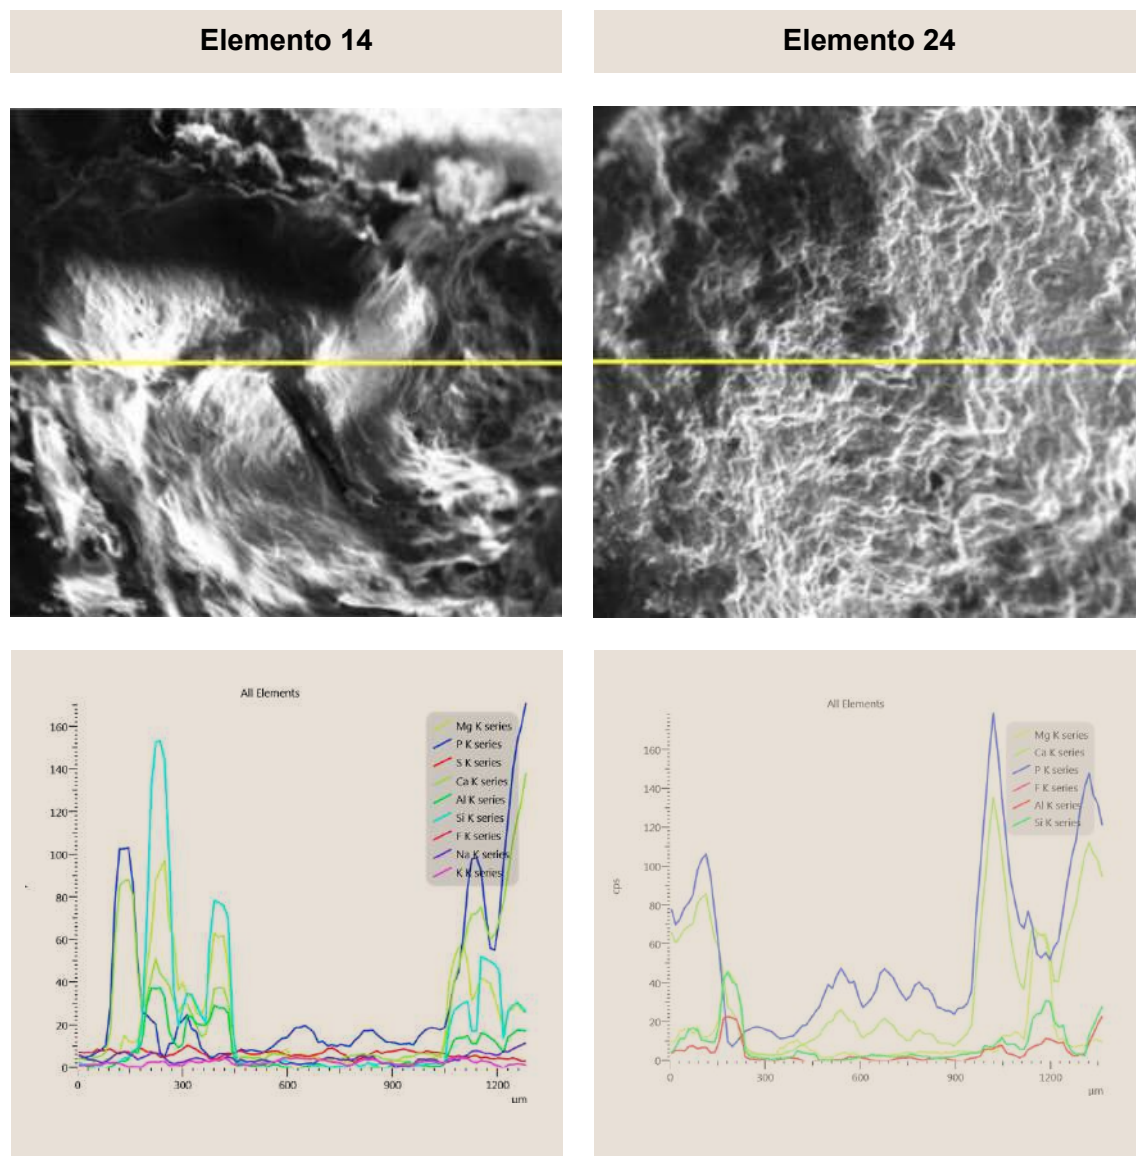 Elemento 14
Elemento 24
All Elements
160
140
120
100
80
60
40
20
0
0 300 600 900 1200
µm
Mg K series
P K series
S K series
Ca K series
Al K series
Si K series
F K series
Na K series
K K series
All Elements
cps
160
140
120
100
80
60
40
20
0
0 300 600 900 1200
µm
Mg K series
Ca K series
P K series
F K series
Al K series
Si K series